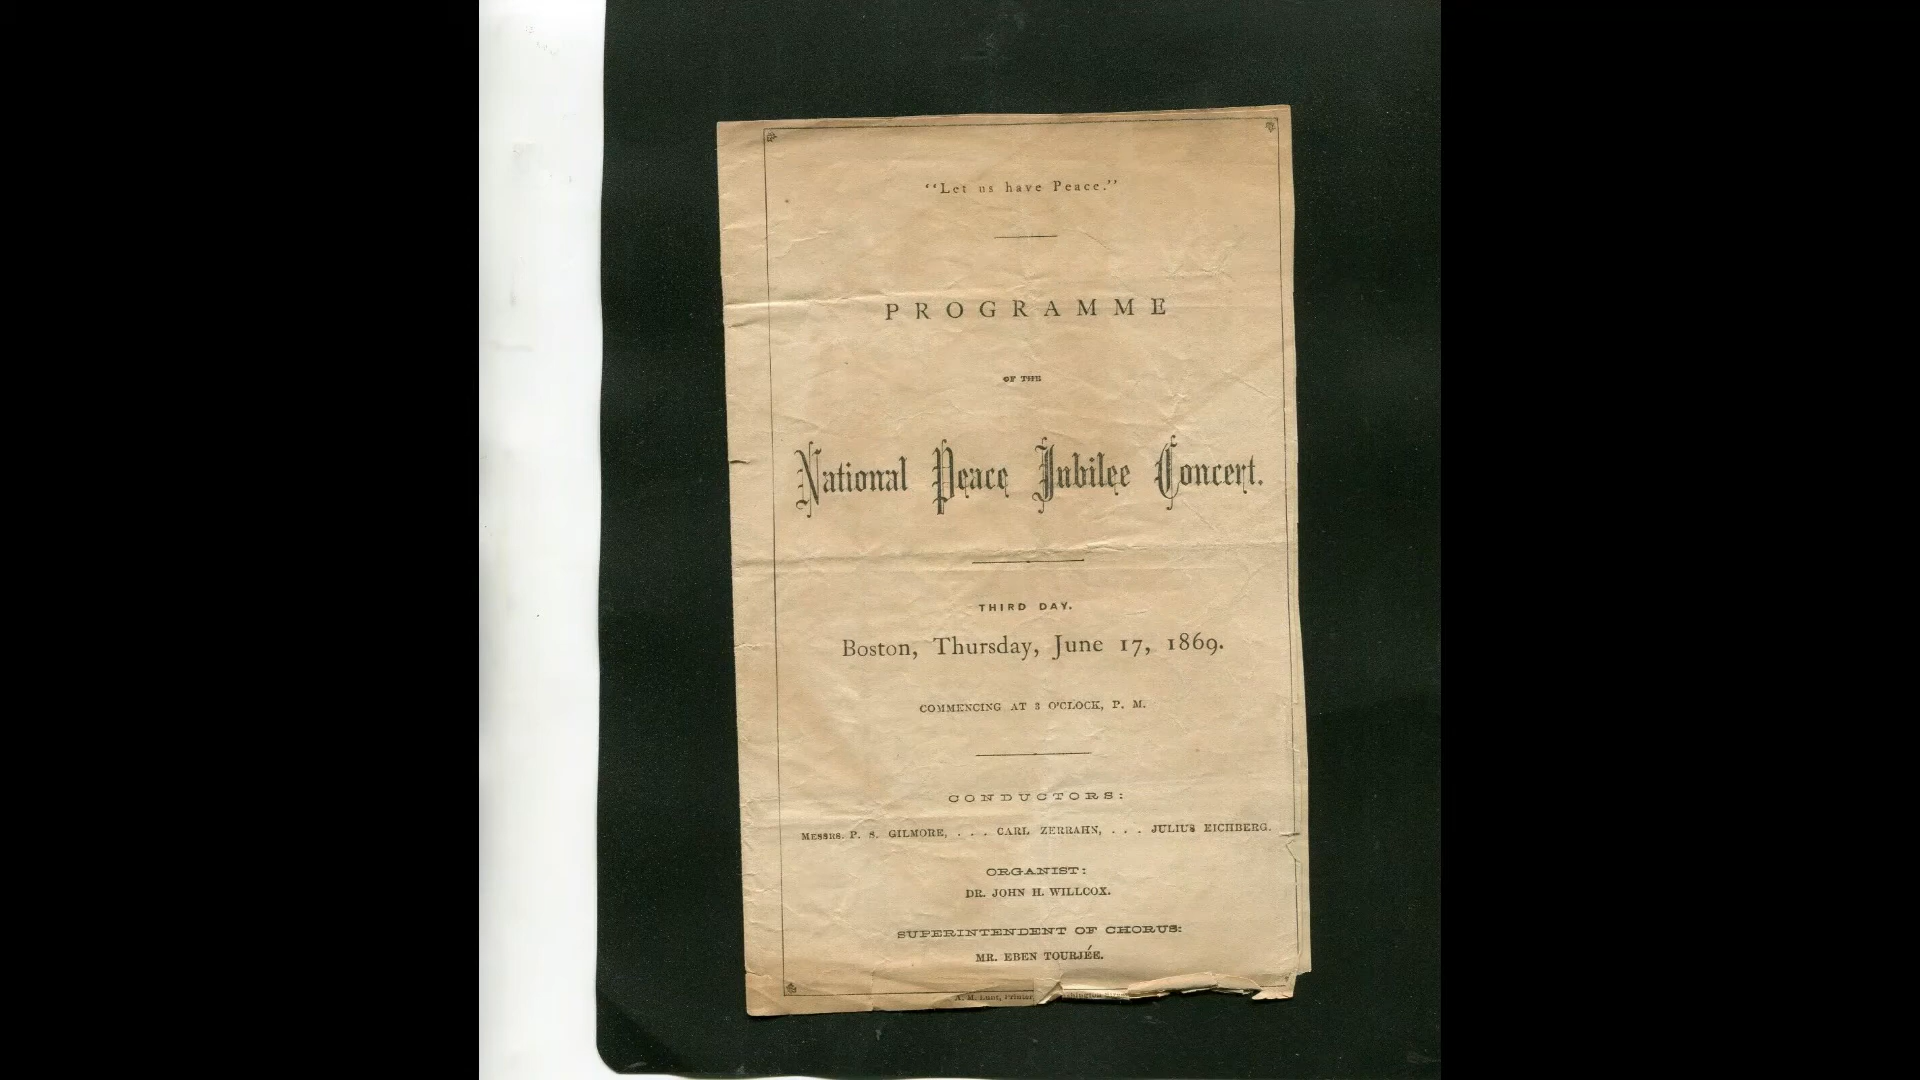 “Let us have Peace.”
PROGRAMME
OF THE
National Peace Jubilee Concert.
THIRD DAY.
Boston, Thursday, June 17, 1869.
COMMENCING AT 3 O'CLOCK, P. M.
CONDUCTORS:
MESSRS. P. S. GILMORE, . . . CARL ZERRAHN, . . . JULIUS EICHBERG.
ORGANIST:
DR. JOHN H. WILLCOX.
SUPERINTENDENT OF CHORUS:
MR. EBEN TOURJÉE.
A. M. Lunt, Printer